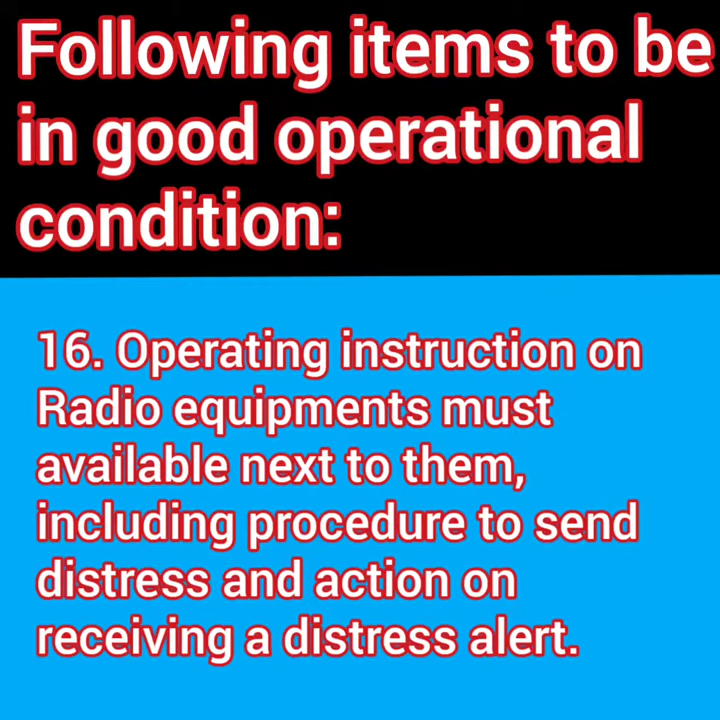 Following items to be
in good operational
condition:
16. Operating instruction on
Radio equipments must
available next to them,
including procedure to send
distress and action on
receiving a distress alert.